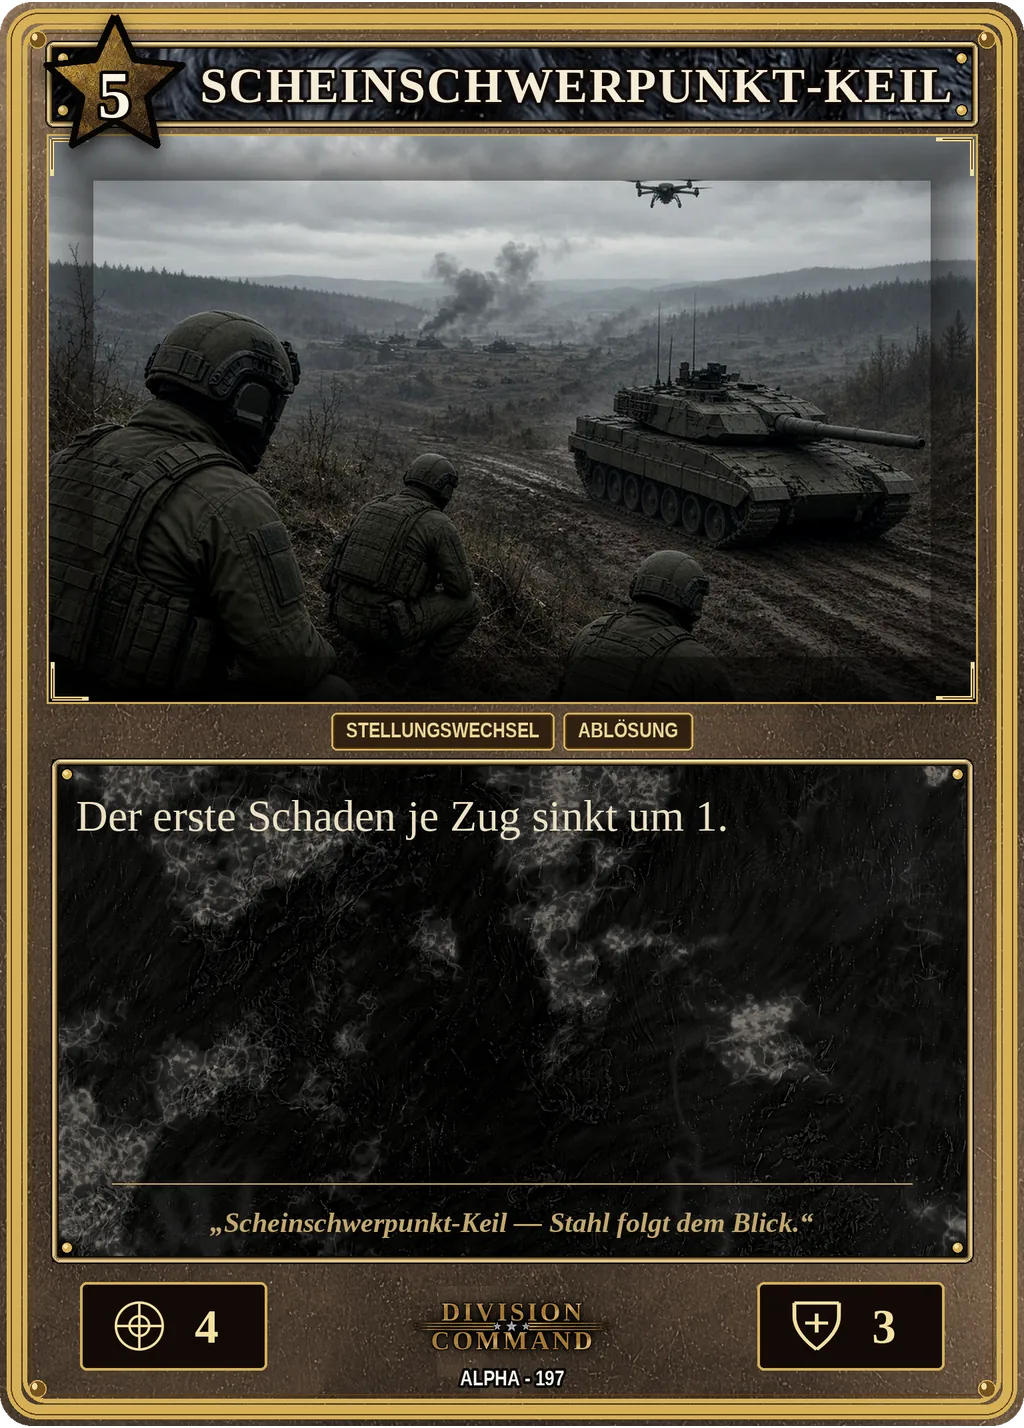 5
SCHEINSCHWERPUNKT-KEIL
STELLUNGSWECHSEL
ABLÖSUNG
Der erste Schaden je Zug sinkt um 1.
„Scheinschwerpunkt-Keil — Stahl folgt dem Blick.“
4
DIVISION
COMMAND
ALPHA - 197
3